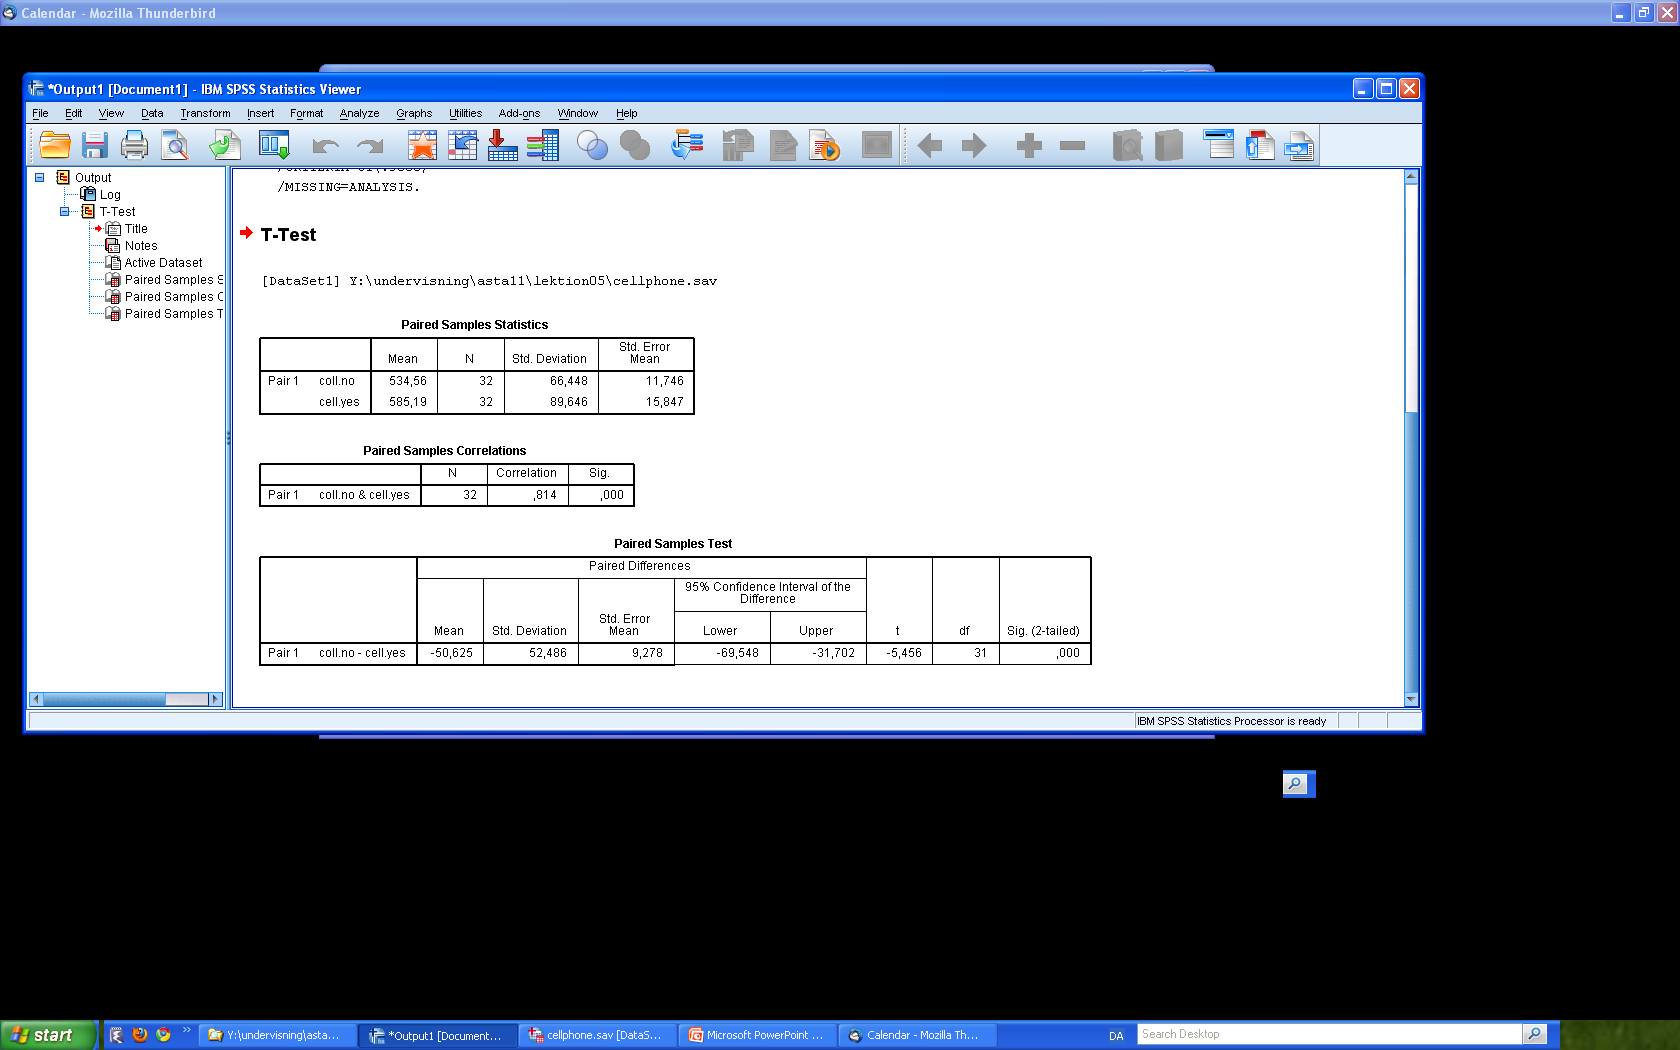 Calendar - Mozilla Thunderbird
*Output1 [Document1] - IBM SPSS Statistics Viewer
File Edit View Data Transform Insert Format Analyze Graphs Utilities Add-ons Window Help
Output
Log
T-Test
Title
Notes
Active Dataset
Paired Samples S
Paired Samples C
Paired Samples T
/MISSING=ANALYSIS.
T-Test
[DataSet1] Y:\undervisning\asta11\lektion05\cellphone.sav
Paired Samples Statistics
Mean N Std. Deviation Std. Error Mean
Pair 1 coll.no 534,56 32 66,448 11,746
cell.yes 585,19 32 89,646 15,847
Paired Samples Correlations
N Correlation Sig.
Pair 1 coll.no & cell.yes 32 ,814 ,000
Paired Samples Test
Paired Differences
95% Confidence Interval of the Difference
Mean Std. Deviation Std. Error Mean Lower Upper t df Sig. (2-tailed)
Pair 1 coll.no - cell.yes -50,625 52,486 9,278 -69,548 -31,702 -5,456 31 ,000
IBM SPSS Statistics Processor is ready
start Y:\undervisning\asta... *Output1 [Document... cellphone.sav [DataS... Microsoft PowerPoint ... Calendar - Mozilla Th... DA Search Desktop